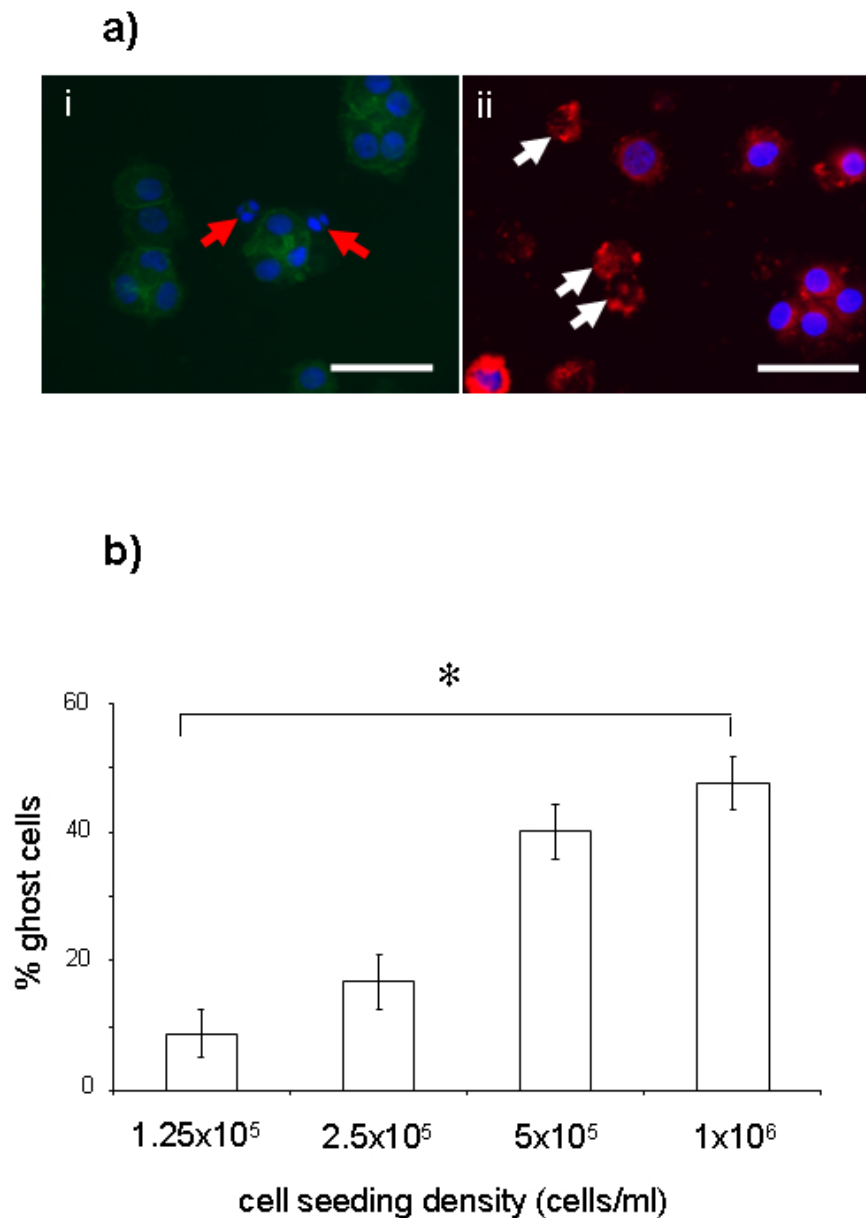 a)
i ii
b)
*
60
40
20
0
% ghost cells
1.25x10⁵ 2.5x10⁵ 5x10⁵ 1x10⁶
cell seeding density (cells/ml)